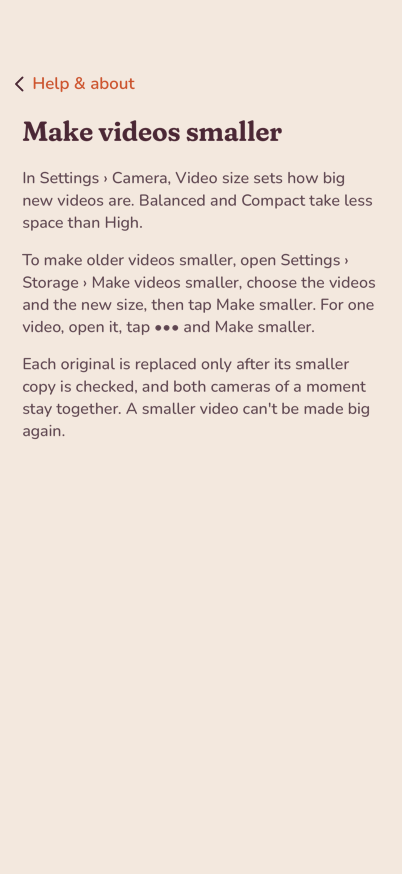 Help & about
Make videos smaller
In Settings › Camera, Video size sets how big
new videos are. Balanced and Compact take less
space than High.
To make older videos smaller, open Settings ›
Storage › Make videos smaller, choose the videos
and the new size, then tap Make smaller. For one
video, open it, tap ••• and Make smaller.
Each original is replaced only after its smaller
copy is checked, and both cameras of a moment
stay together. A smaller video can't be made big
again.